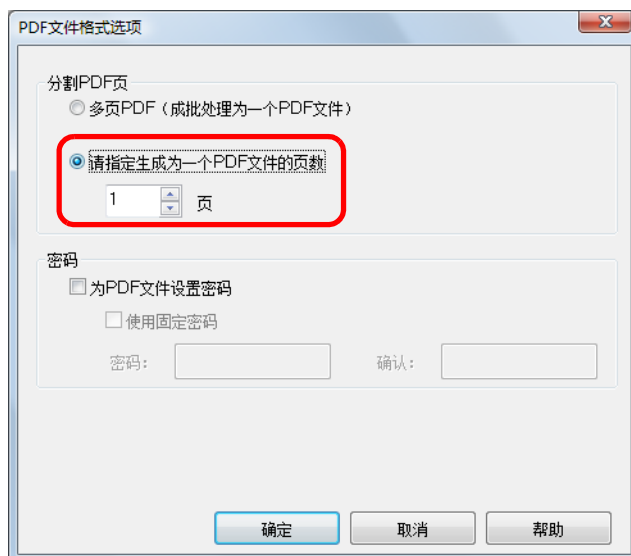 PDF文件格式选项
分割PDF页
多页PDF（成批处理为一个PDF文件）
请指定生成为一个PDF文件的页数
1 页
密码
为PDF文件设置密码
使用固定密码
密码： 确认：
确定 取消 帮助